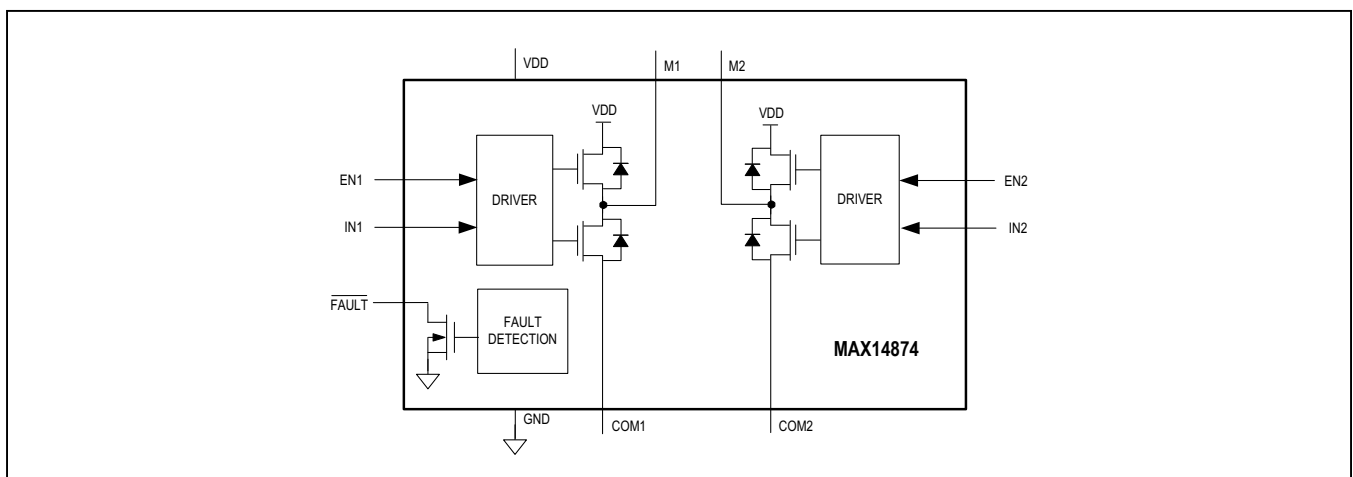 VDD
M1
M2
VDD
VDD
EN1
DRIVER
DRIVER
EN2
IN1
IN2
FAULT
FAULT
DETECTION
MAX14874
GND
COM1
COM2